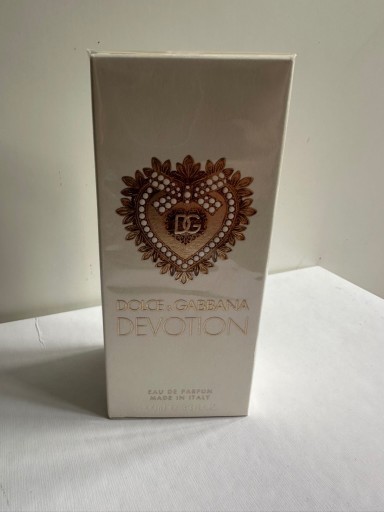 DG
DOLCE & GABBANA
DEVOTION
EAU DE PARFUM
MADE IN ITALY